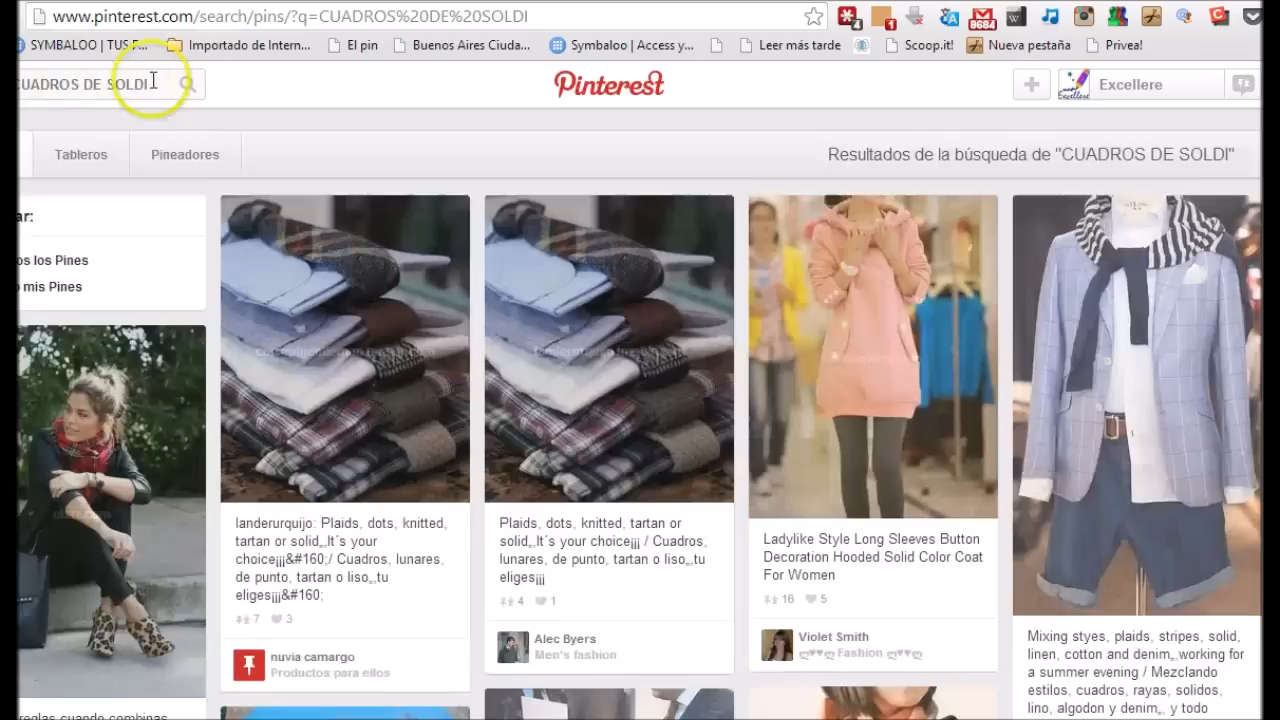 www.pinterest.com/search/pins/?q=CUADROS%20DE%20SOLDI
4
1
8684
W
SYMBALOO | TUS F...
Importado de Intern...
El pin
Buenos Aires Ciuda...
Symbaloo | Access y...
Leer más tarde
Scoop.it!
Nueva pestaña
Privea!
CUADROS DE SOLDI
Pinterest
Excellere
Excellere
Tableros
Pineadores
Resultados de la búsqueda de "CUADROS DE SOLDI"
ar:
os los Pines
o mis Pines
reglas cuando combinas
landerurquijo: Plaids, dots, knitted,
tartan or solid,,,It´s your
choice¡¡¡&#160;/ Cuadros, lunares,
de punto, tartan o liso,,,tu
eliges¡¡¡&#160;
7
3
nuvia camargo
Productos para ellos
Plaids, dots, knitted, tartan or
solid,,,It´s your choice¡¡¡ / Cuadros,
lunares, de punto, tartan o liso,,,tu
eliges¡¡¡
4
1
Alec Byers
Men's fashion
Ladylike Style Long Sleeves Button
Decoration Hooded Solid Color Coat
For Women
16
5
Violet Smith
ღ♥♥ღ Fashion ღ♥♥ღ
Mixing styes, plaids, stripes, solid,
linen, cotton and denim,,,working for
a summer evening / Mezclando
estilos, cuadros, rayas, solidos,
lino, algodon y denim,,, y todo